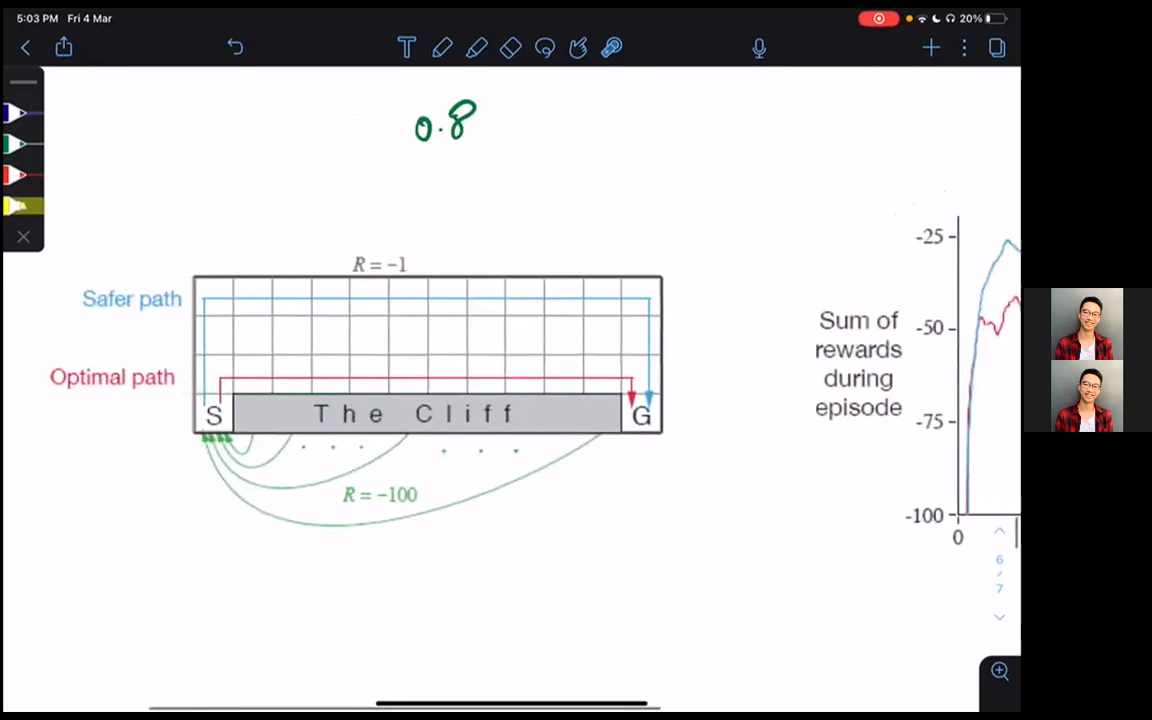 5:03 PM Fri 4 Mar
20%
T
0.8
R = -1
Safer path
Optimal path
S The Cliff G
R = -100
-25
-50
-75
-100
0
Sum of
rewards
during
episode
6
/
7